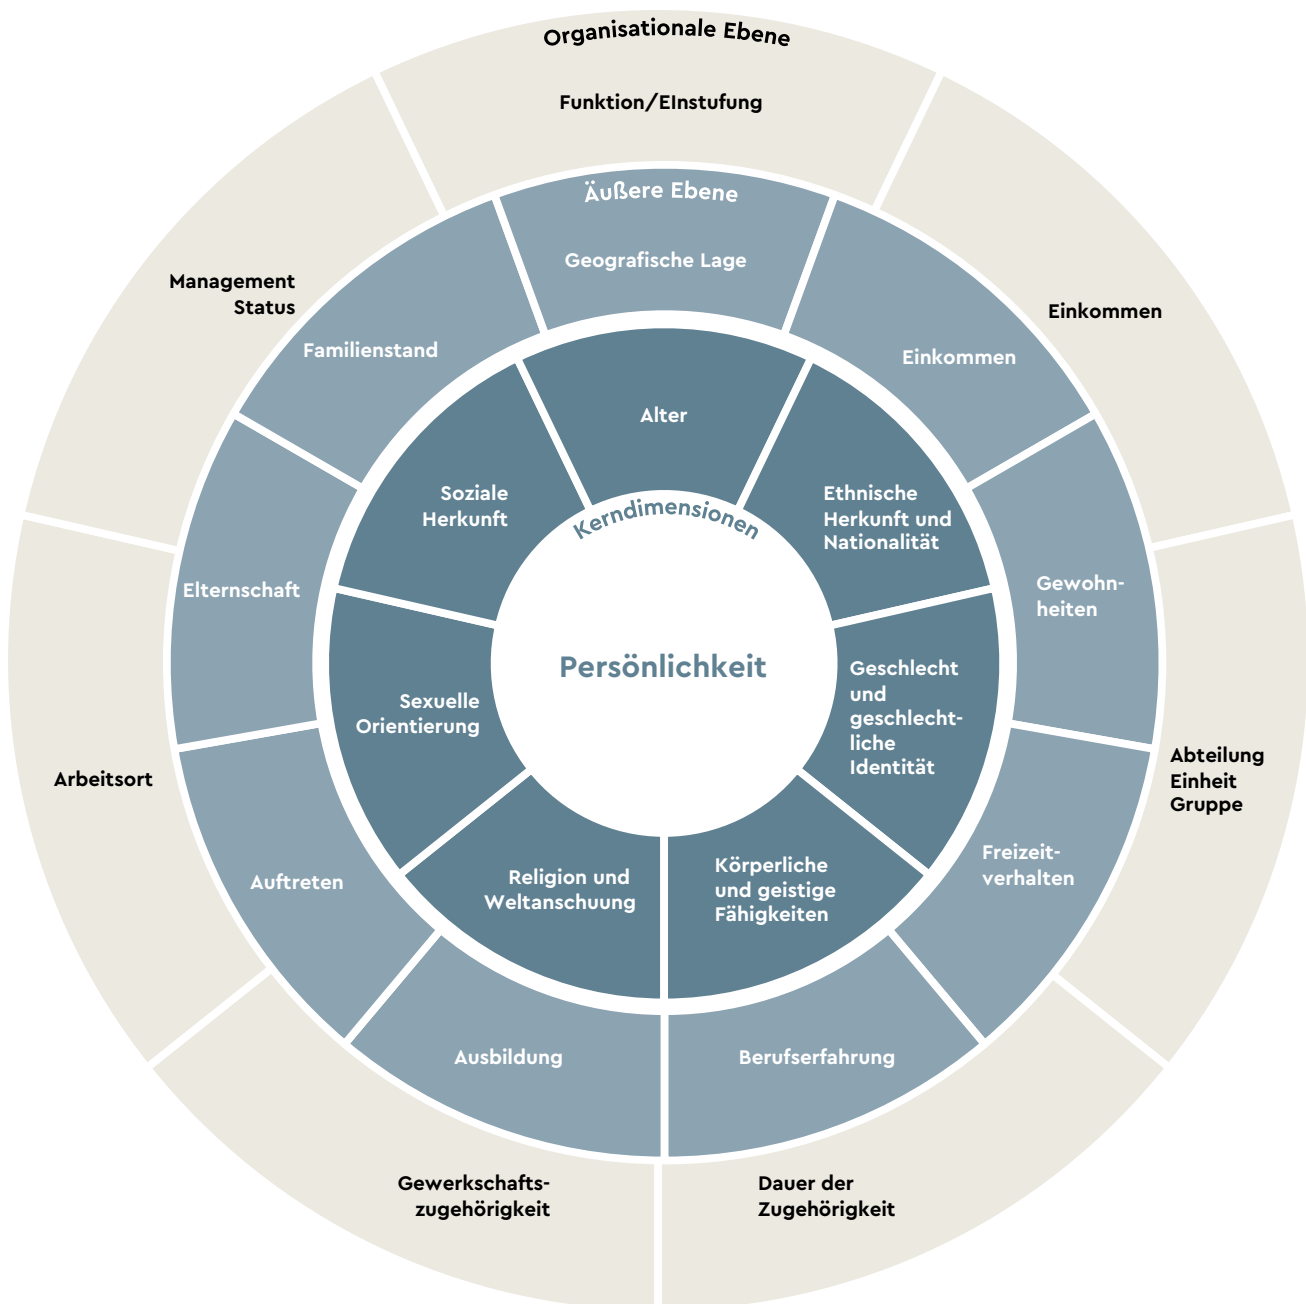 Organisationale Ebene
Funktion/EInstufung
Äußere Ebene
Geografische Lage
Management
Status
Einkommen
Familienstand
Einkommen
Alter
Soziale
Herkunft
Ethnische
Herkunft und
Nationalität
Kerndimensionen
Elternschaft
Gewohn-
heiten
Persönlichkeit
Sexuelle
Orientierung
Geschlecht
und
geschlecht-
liche
Identität
Arbeitsort
Abteilung
Einheit
Gruppe
Auftreten
Religion und
Weltanschuung
Körperliche
und geistige
Fähigkeiten
Freizeit-
verhalten
Ausbildung
Berufserfahrung
Gewerkschafts-
zugehörigkeit
Dauer der
Zugehörigkeit